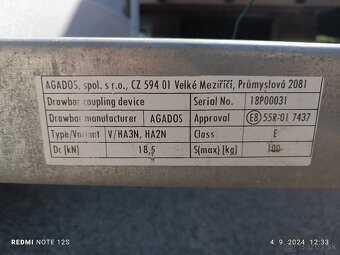 AGADOS, spol. s r.o., CZ 594 01 Velké Meziříčí, Průmyslová 2081
Drawbar coupling device Serial No. 18P00031
Drawbar manufacturer AGADOS Approval E8 55R-01 7437
Type/Variant V/HA3N, HA2N Class E
Dc [kN] 18,5 S(max) [kg] 100
REDMI NOTE 12S 4. 9. 2024 12:33